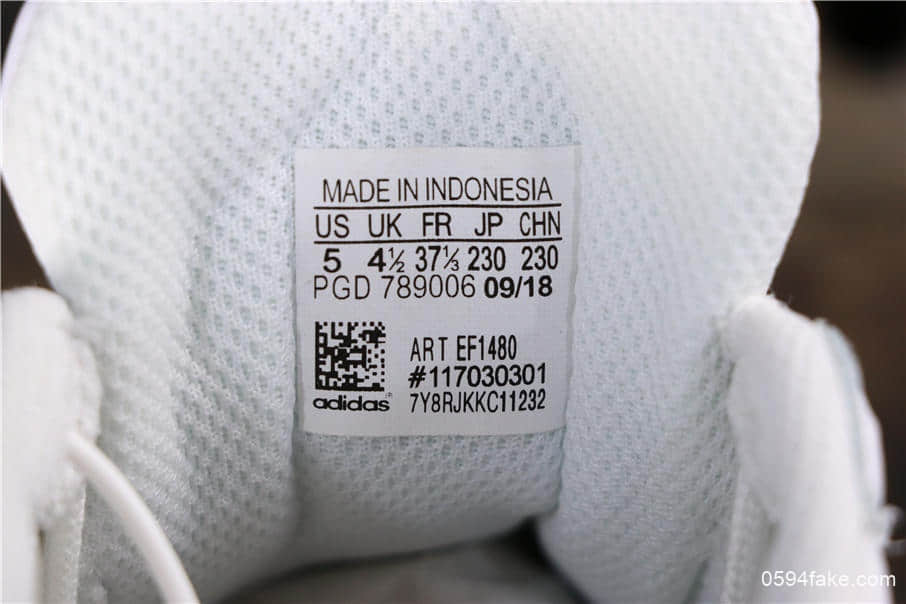 MADE IN INDONESIA
US UK FR JP CHN
5 4½ 37⅓ 230 230
PGD 789006 09/18
ART EF1480
#117030301
adidas® 7Y8RJKKC11232
0594fake.com